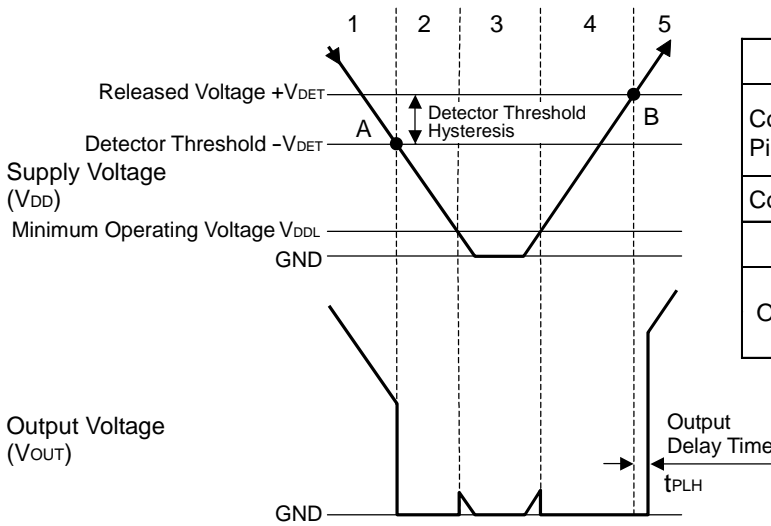 1 2 3 4 5
Released Voltage +VDET
Detector Threshold
Hysteresis
A
B
Detector Threshold –VDET
Supply Voltage
(VDD)
Minimum Operating Voltage VDDL
GND
Output Voltage
(VOUT)
Output
Delay Time
tPLH
GND